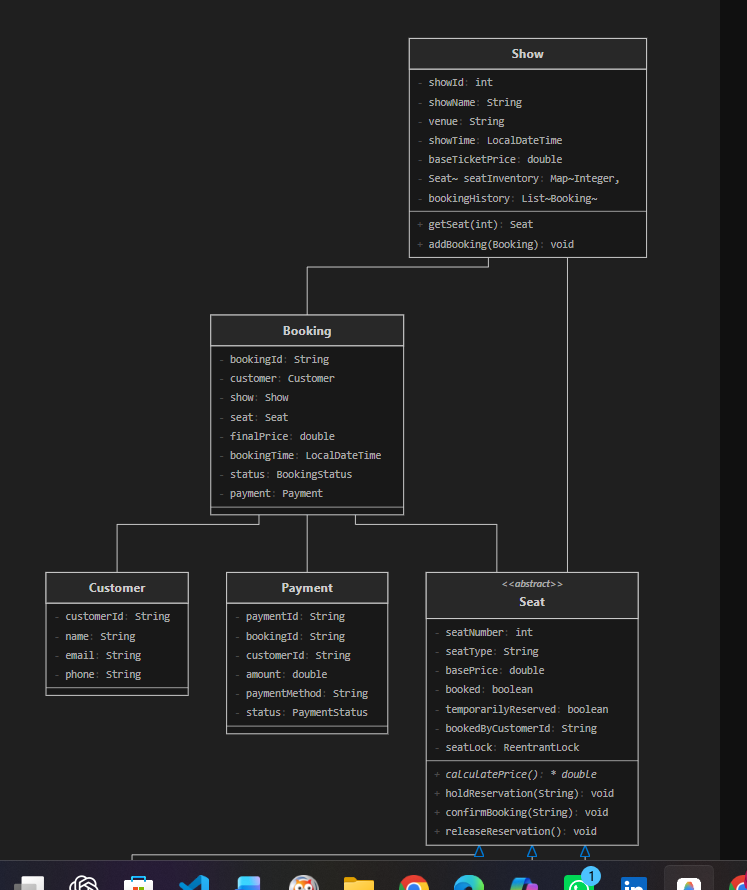 Show
- showId: int
- showName: String
- venue: String
- showTime: LocalDateTime
- baseTicketPrice: double
- Seat~ seatInventory: Map~Integer,
- bookingHistory: List~Booking~
+ getSeat(int): Seat
+ addBooking(Booking): void
Booking
- bookingId: String
- customer: Customer
- show: Show
- seat: Seat
- finalPrice: double
- bookingTime: LocalDateTime
- status: BookingStatus
- payment: Payment
Customer
- customerId: String
- name: String
- email: String
- phone: String
Payment
- paymentId: String
- bookingId: String
- customerId: String
- amount: double
- paymentMethod: String
- status: PaymentStatus
<<abstract>>
Seat
- seatNumber: int
- seatType: String
- basePrice: double
- booked: boolean
- temporarilyReserved: boolean
- bookedByCustomerId: String
- seatLock: ReentrantLock
+ calculatePrice(): * double
+ holdReservation(String): void
+ confirmBooking(String): void
+ releaseReservation(): void
1
in